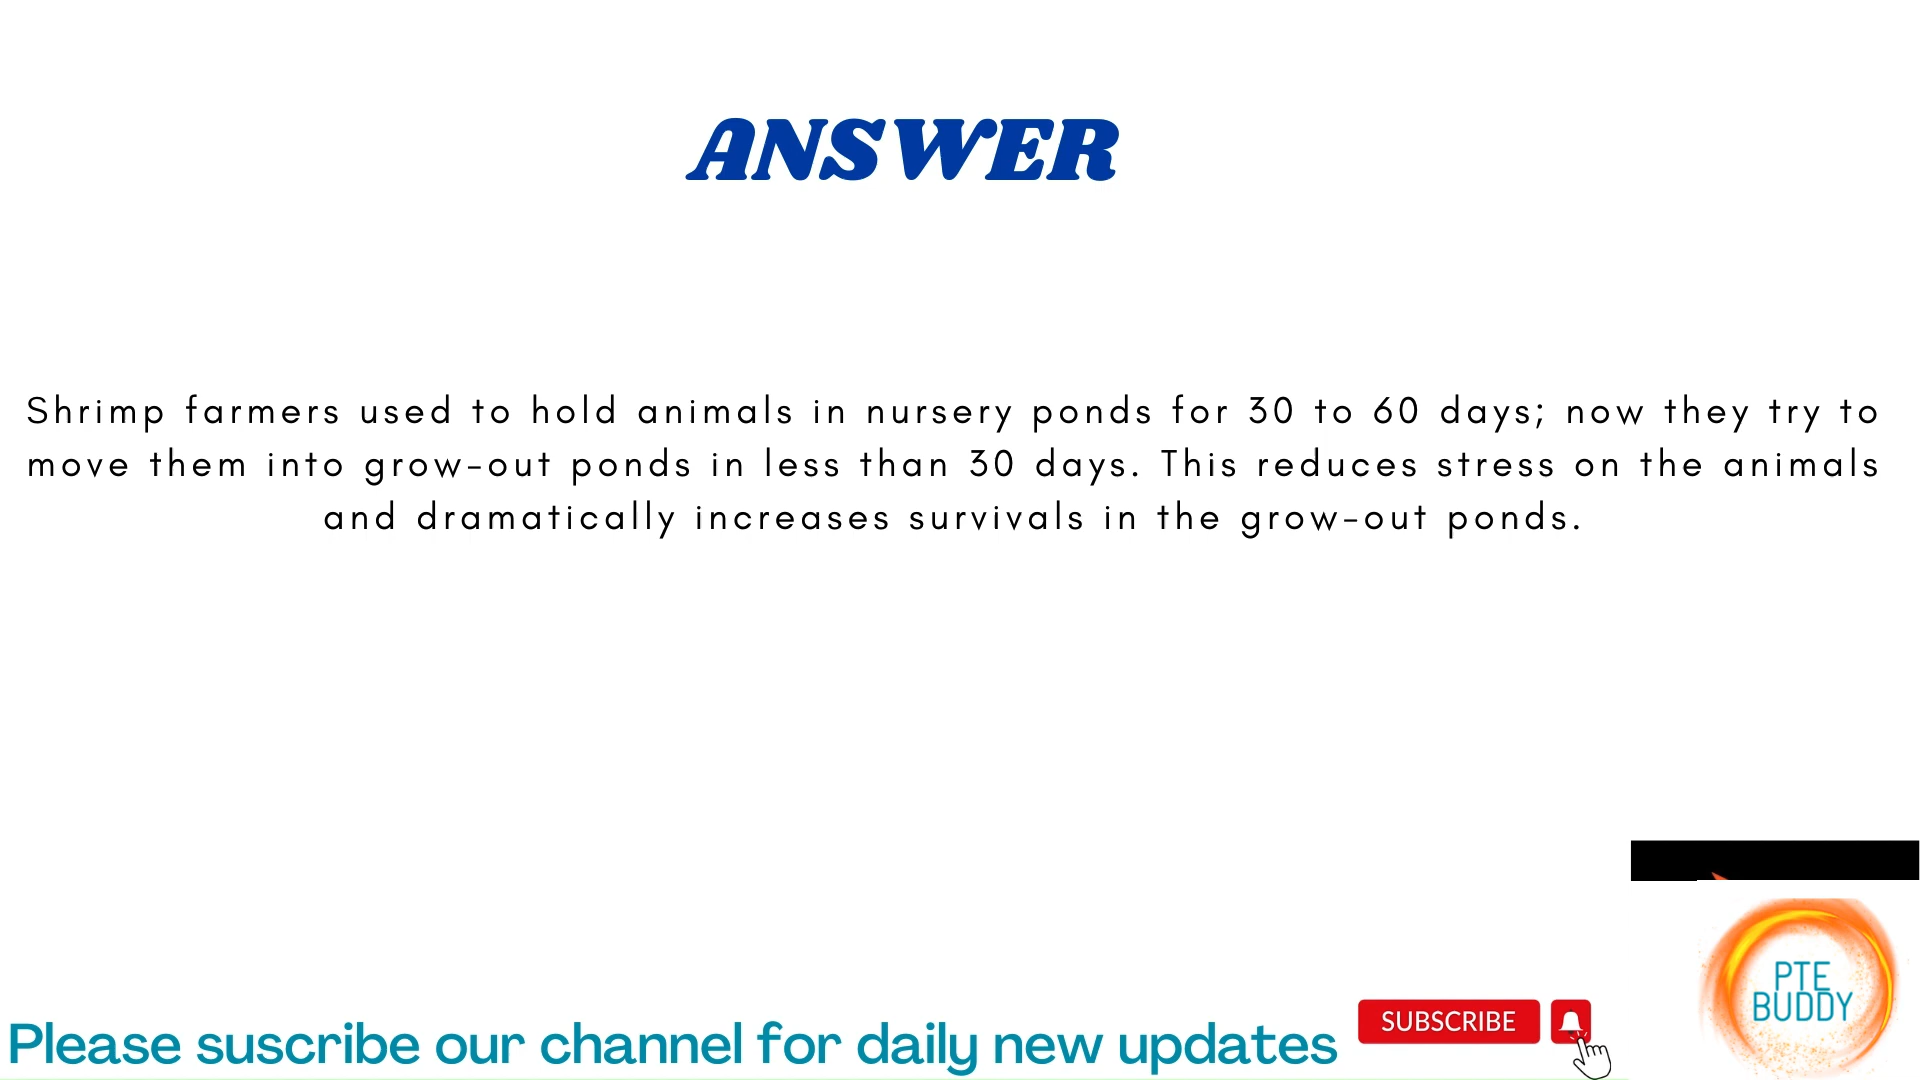 ANSWER
Shrimp farmers used to hold animals in nursery ponds for 30 to 60 days; now they try to
move them into grow-out ponds in less than 30 days. This reduces stress on the animals
and dramatically increases survivals in the grow-out ponds.
PTE
BUDDY
SUBSCRIBE
Please suscribe our channel for daily new updates